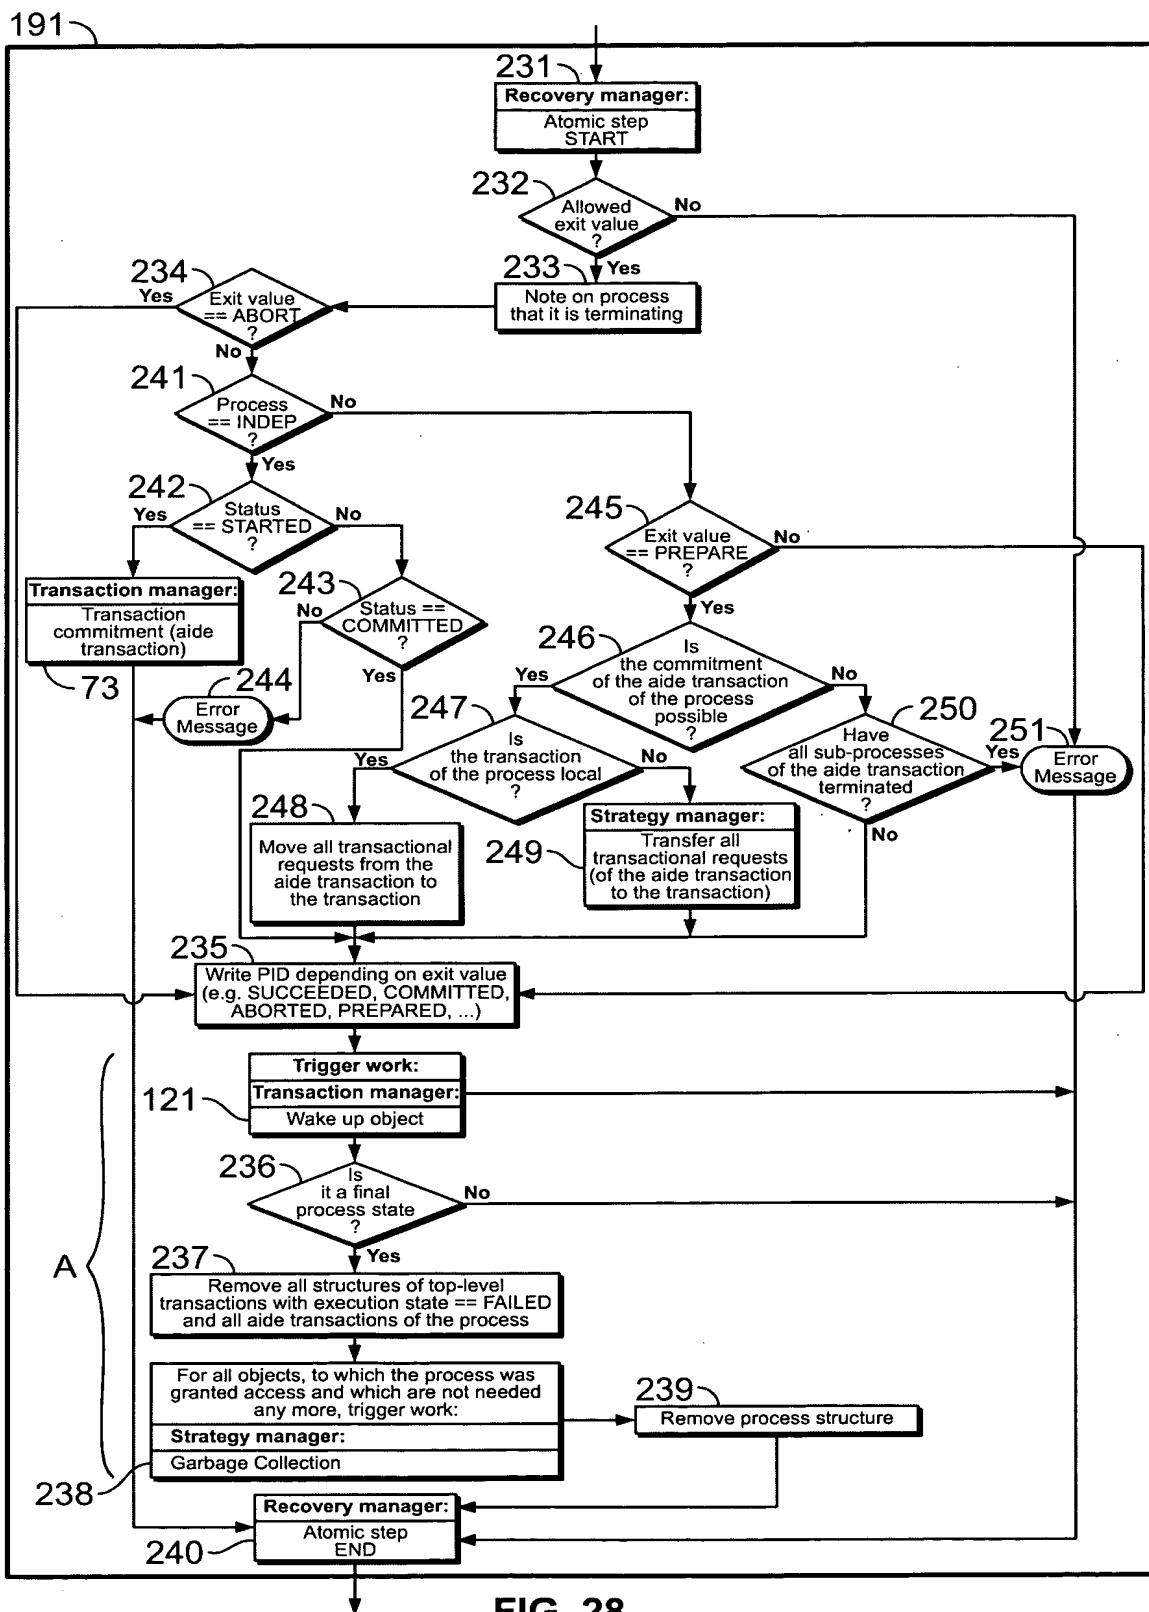 191
231
Recovery manager:
Atomic step
START
232
Allowed
exit value
?
No
Yes
233
Note on process
that it is terminating
234
Yes
Exit value
== ABORT
?
No
241
Process
== INDEP
?
No
Yes
242
Yes
Status
== STARTED
?
No
245
Exit value
== PREPARE
?
No
Yes
Transaction manager:
Transaction
commitment (aide
transaction)
73
243
No
Status ==
COMMITTED
?
Yes
244
Error
Message
246
Yes
Is
the commitment
of the aide transaction
of the process
possible
?
No
247
Yes
Is
the transaction
of the process local
?
No
250
Have
all sub-processes
of the aide transaction
terminated
?
Yes
No
251
Error
Message
248
Move all transactional
requests from the
aide transaction to
the transaction
249
Strategy manager:
Transfer all
transactional requests
(of the aide transaction
to the transaction)
235
Write PID depending on exit value
(e.g. SUCCEEDED, COMMITTED,
ABORTED, PREPARED, ...)
A
121
Trigger work:
Transaction manager:
Wake up object
236
Is
it a final
process state
?
No
Yes
237
Remove all structures of top-level
transactions with execution state == FAILED
and all aide transactions of the process
For all objects, to which the process was
granted access and which are not needed
any more, trigger work:
Strategy manager:
Garbage Collection
238
239
Remove process structure
Recovery manager:
Atomic step
END
240
FIG. 28